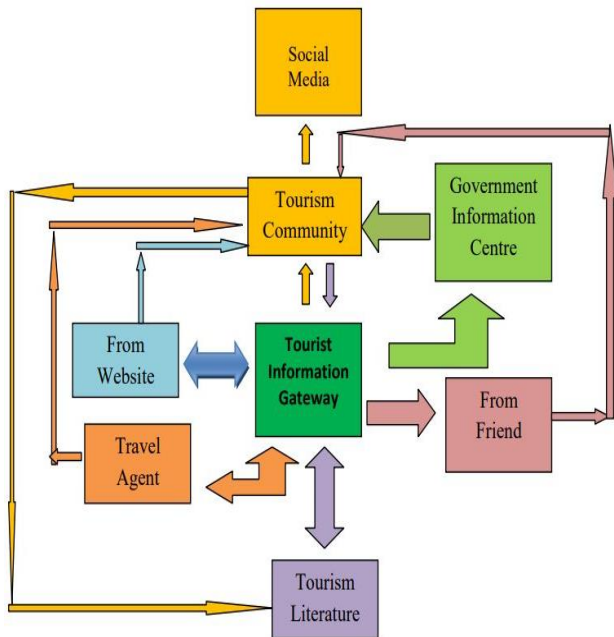 Social
Media
Tourism
Community
Government
Information
Centre
From
Website
Tourist
Information
Gateway
From
Friend
Travel
Agent
Tourism
Literature